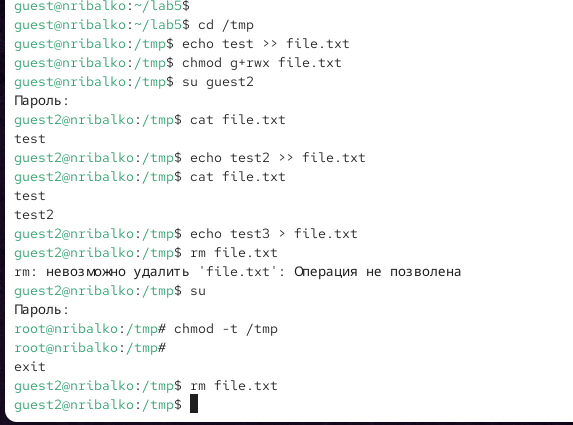 guest@nribalko:~/lab5$
guest@nribalko:~/lab5$ cd /tmp
guest@nribalko:/tmp$ echo test >> file.txt
guest@nribalko:/tmp$ chmod g+rwx file.txt
guest@nribalko:/tmp$ su guest2
Пароль:
guest2@nribalko:/tmp$ cat file.txt
test
guest2@nribalko:/tmp$ echo test2 >> file.txt
guest2@nribalko:/tmp$ cat file.txt
test
test2
guest2@nribalko:/tmp$ echo test3 > file.txt
guest2@nribalko:/tmp$ rm file.txt
rm: невозможно удалить 'file.txt': Операция не позволена
guest2@nribalko:/tmp$ su
Пароль:
root@nribalko:/tmp# chmod -t /tmp
root@nribalko:/tmp#
exit
guest2@nribalko:/tmp$ rm file.txt
guest2@nribalko:/tmp$